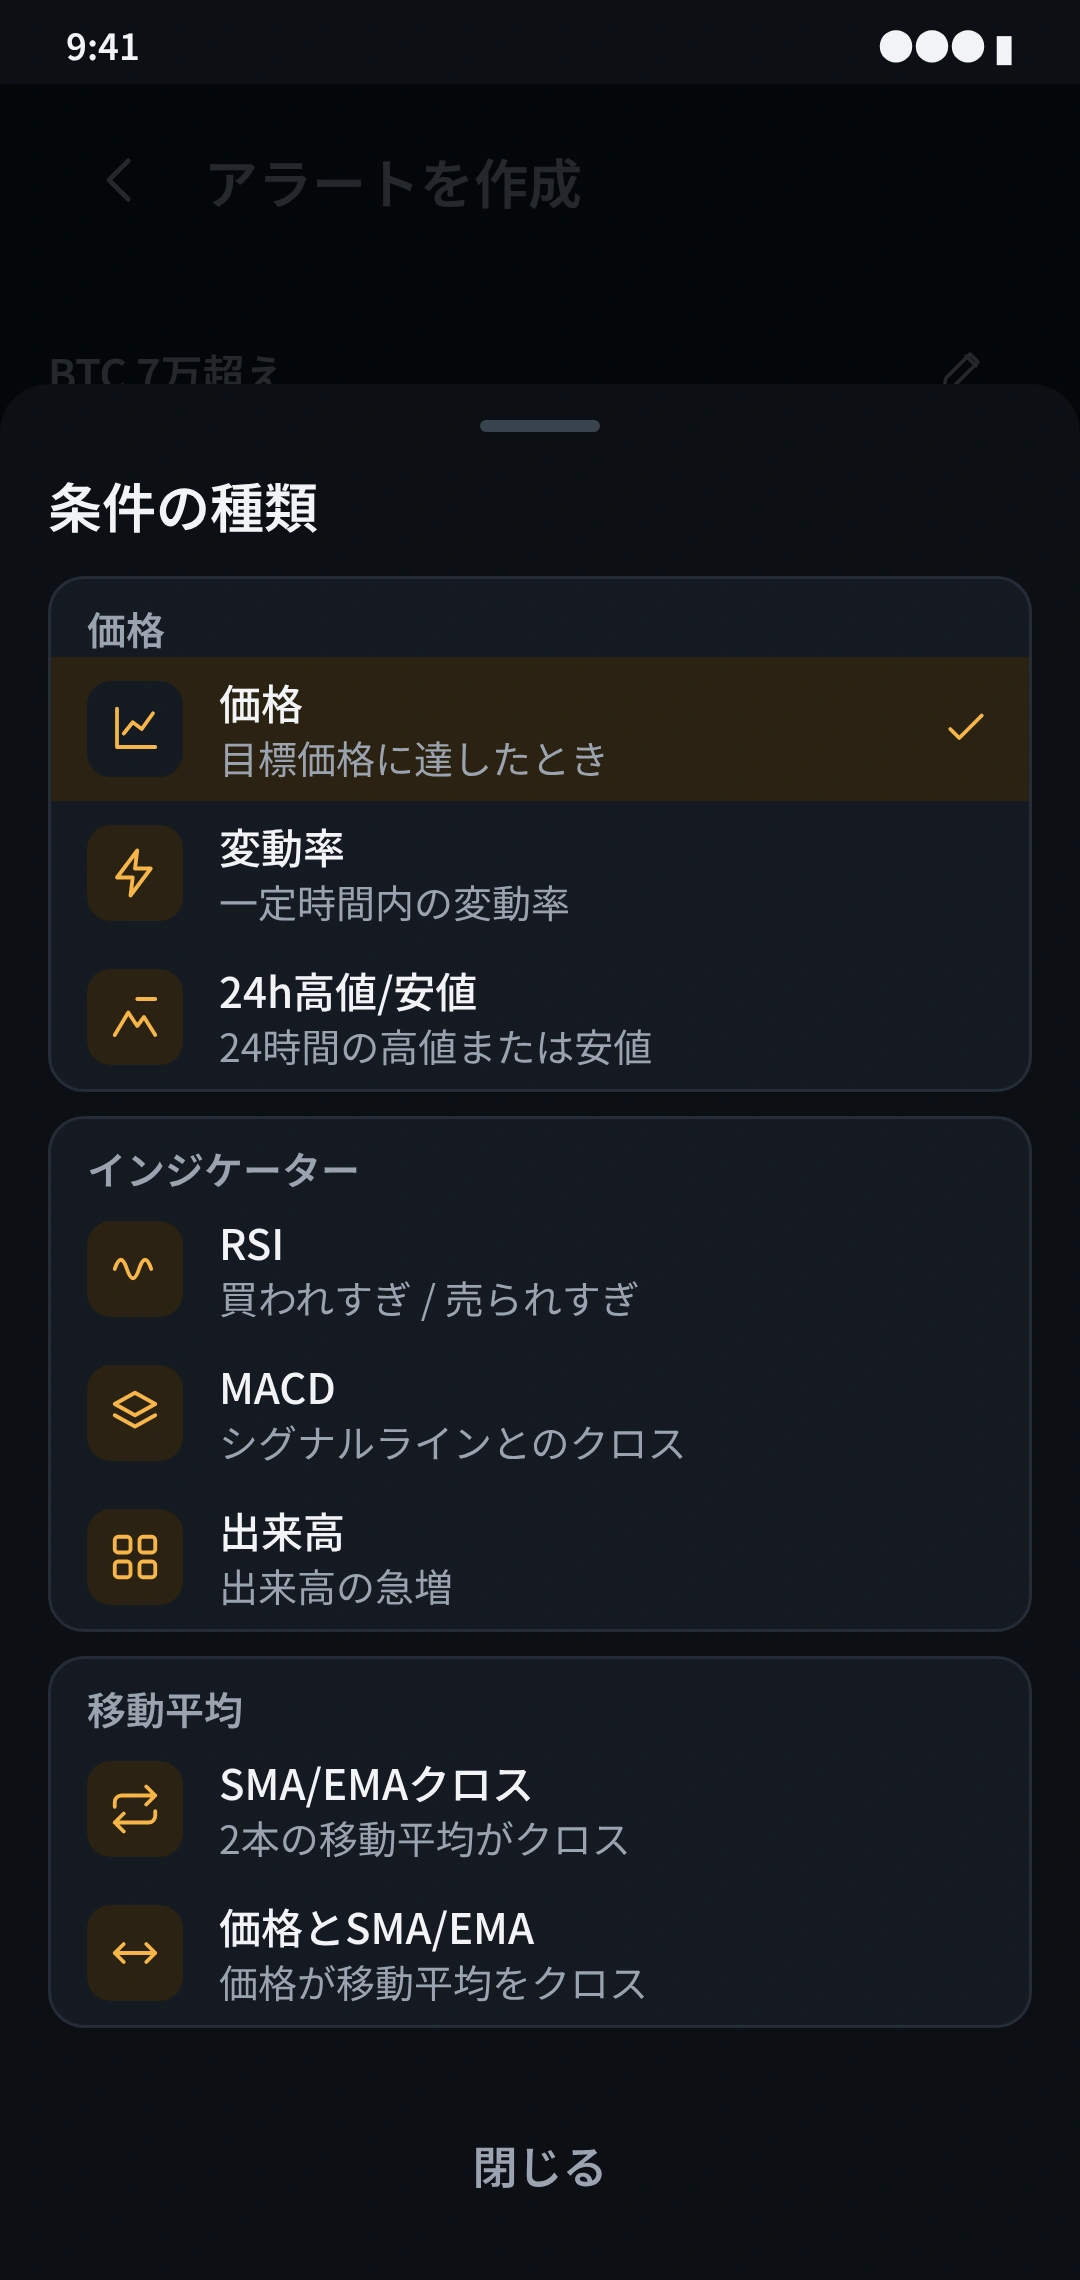 9:41
アラートを作成
BTC 7万超え
条件の種類
価格
価格
目標価格に達したとき
変動率
一定時間内の変動率
24h高値/安値
24時間の高値または安値
インジケーター
RSI
買われすぎ / 売られすぎ
MACD
シグナルラインとのクロス
出来高
出来高の急増
移動平均
SMA/EMAクロス
2本の移動平均がクロス
価格とSMA/EMA
価格が移動平均をクロス
閉じる